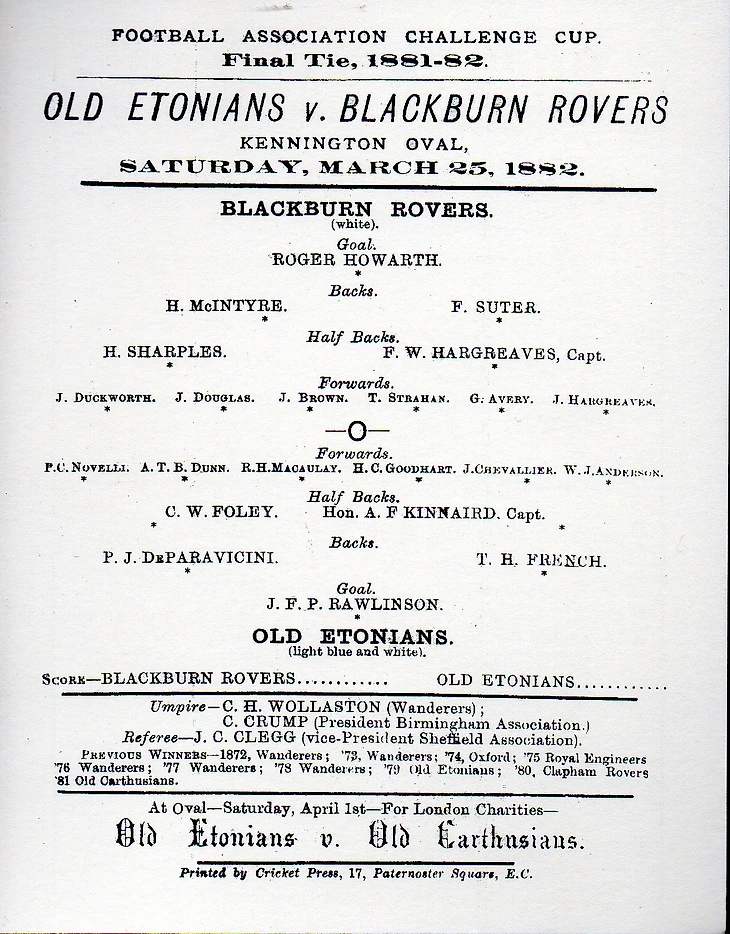 FOOTBALL ASSOCIATION CHALLENGE CUP.
Final Tie, 1881-82.
OLD ETONIANS v. BLACKBURN ROVERS
KENNINGTON OVAL,
SATURDAY, MARCH 25, 1882.
BLACKBURN ROVERS.
(white).
Goal.
ROGER HOWARTH.
*
Backs.
H. McINTYRE. F. SUTER.
* *
Half Backs.
H. SHARPLES. F. W. HARGREAVES, Capt.
* *
Forwards.
J. DUCKWORTH. J. DOUGLAS. J. BROWN. T. STRAHAN. G. AVERY. J. HARGREAVES.
* * * * * *
—O—
Forwards.
P.C. NOVELLI. A. T. B. DUNN. R.H. MACAULAY. H. C. GOODHART. J. CHEVALLIER. W. J. ANDERSON.
* * * * * *
Half Backs.
C. W. FOLEY. Hon. A. F KINNAIRD. Capt.
* *
Backs.
P. J. DEPARAVICINI. T. H. FRENCH.
* *
Goal.
J. F. P. RAWLINSON.
*
OLD ETONIANS.
(light blue and white).
SCORE—BLACKBURN ROVERS............ OLD ETONIANS............
Umpire—C. H. WOLLASTON (Wanderers) ;
C. CRUMP (President Birmingham Association.)
Referee—J. C. CLEGG (vice-President Sheffield Association).
PREVIOUS WINNERS—1872, Wanderers; '73, Wanderers; '74, Oxford; '75 Royal Engineers
'76 Wanderers; '77 Wanderers; '78 Wanderers; '79 Old Etonians; '80, Clapham Rovers
'81 Old Carthusians.
At Oval—Saturday, April 1st—For London Charities—
Old Etonians v. Old Carthusians.
Printed by Cricket Press, 17, Paternoster Square, E.C.